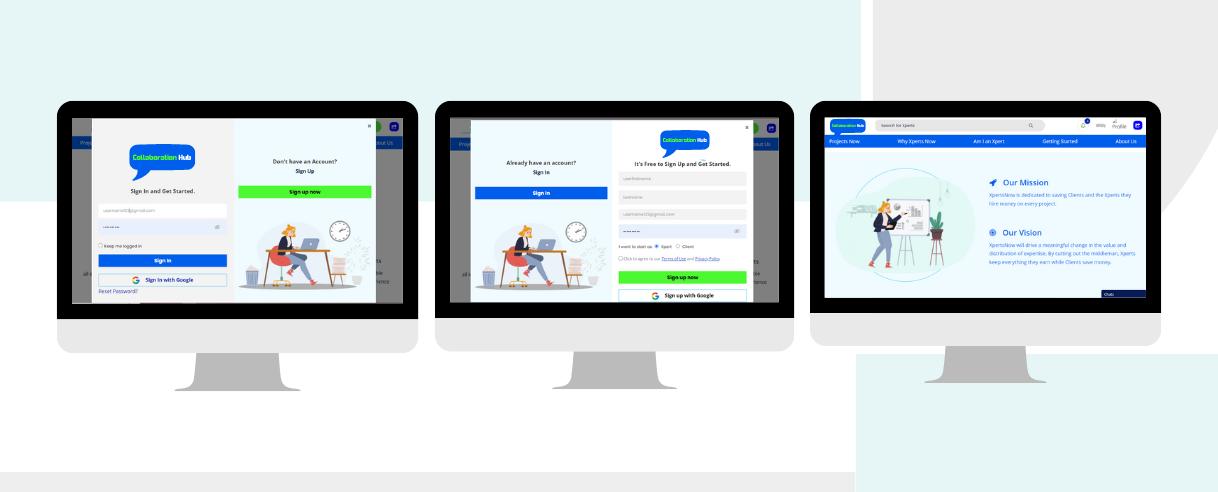 Collaboration Hub
Sign In and Get Started.
username10@gmail.com
Keep me logged in
Sign In
Sign In with Google
Reset Password?
Don't have an Account?
Sign Up
Sign up now
out Us
Already have an account?
Sign In
Sign In
Collaboration Hub
It's Free to Sign Up and Get Started.
userfirstname
lastname
username10@gmail.com
I want to start as: Xpert Client
Click to agree to our Terms of Use and Privacy Policy
Sign up now
Sign up with Google
out Us
Collaboration Hub
Search for Xperts
Profile
Projects Now
Why Xperts Now
Am I an Xpert
Getting Started
About Us
Our Mission
XpertsNow is dedicated to saving Clients and the Xperts they
hire money on every project.
Our Vision
XpertsNow will drive a meaningful change in the value and
distribution of expertise. By cutting out the middleman, Xperts
keep everything they earn while Clients save money.
Chats